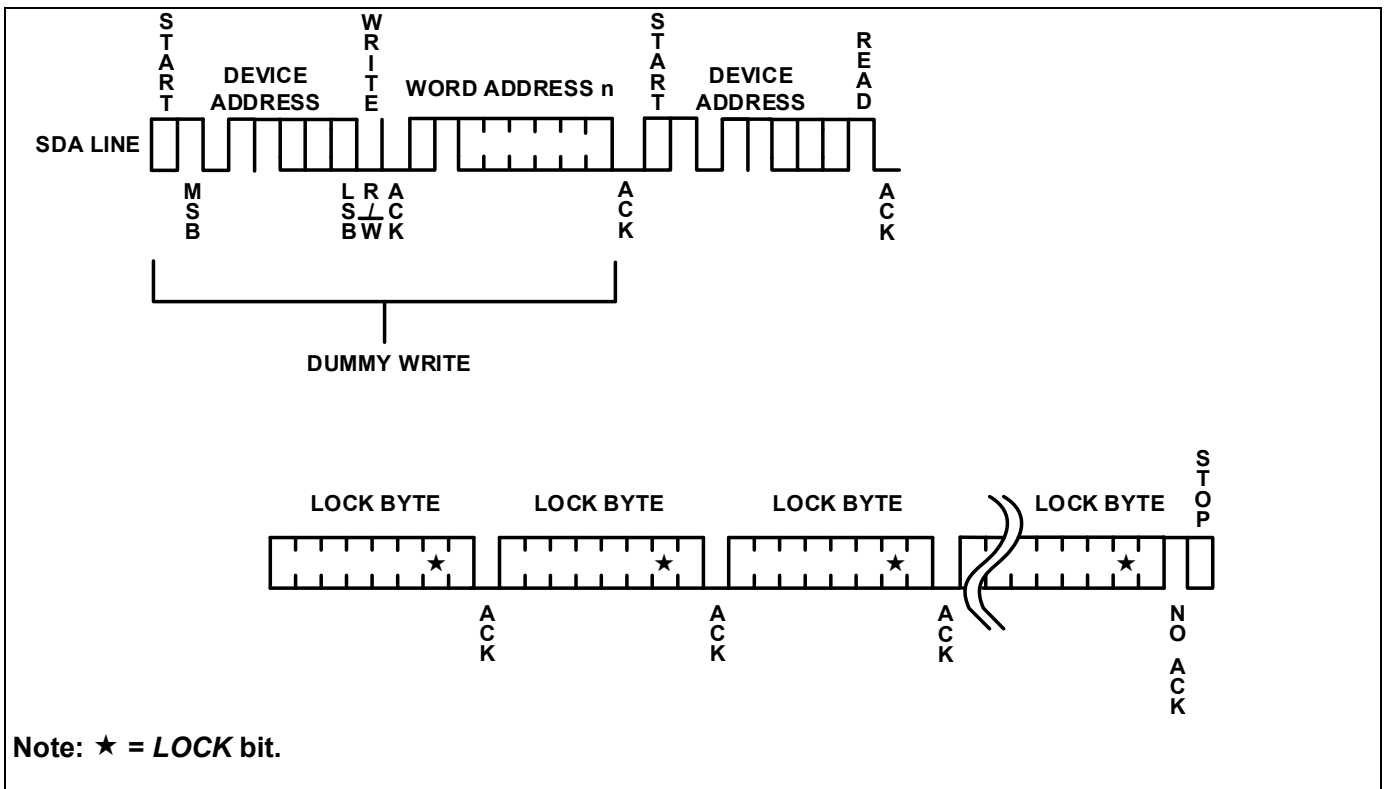 START
WRITE
START
READ
DEVICE ADDRESS
WORD ADDRESS n
DEVICE ADDRESS
SDA LINE
MSB
LSB
R/W
ACK
ACK
ACK
DUMMY WRITE
STOP
LOCK BYTE
LOCK BYTE
LOCK BYTE
LOCK BYTE
ACK
ACK
ACK
NO ACK
Note: ★ = LOCK bit.